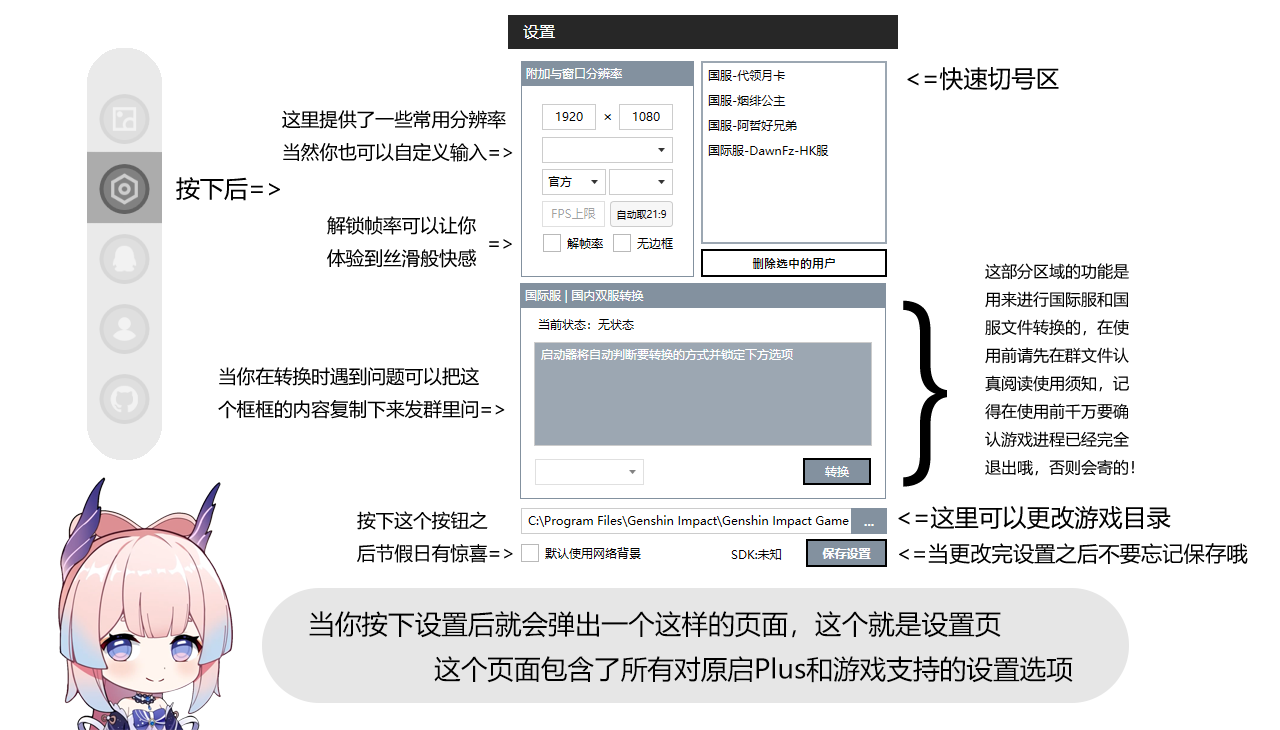 设置
附加与窗口分辨率
1920 × 1080
官方
FPS上限
自动取21:9
解帧率
无边框
国服-代领月卡
国服-烟绯公主
国服-阿哲好兄弟
国际服-DawnFz-HK服
删除选中的用户
<=快速切号区
这里提供了一些常用分辨率
当然你也可以自定义输入=>
按下后=>
解锁帧率可以让你
体验到丝滑般快感 =>
国际服 | 国内双服转换
当前状态：无状态
启动器将自动判断要转换的方式并锁定下方选项
转换
当你在转换时遇到问题可以把这
个框框的内容复制下来发群里问=>
}
这部分区域的功能是
用来进行国际服和国
服文件转换的，在使
用前请先在群文件认
真阅读使用须知，记
得在使用前千万要确
认游戏进程已经完全
退出哦，否则会寄的！
C:\Program Files\Genshin Impact\Genshin Impact Game
...
<=这里可以更改游戏目录
按下这个按钮之
后节假日有惊喜=>
默认使用网络背景
SDK:未知
保存设置
<=当更改完设置之后不要忘记保存哦
当你按下设置后就会弹出一个这样的页面，这个就是设置页
这个页面包含了所有对原启Plus和游戏支持的设置选项